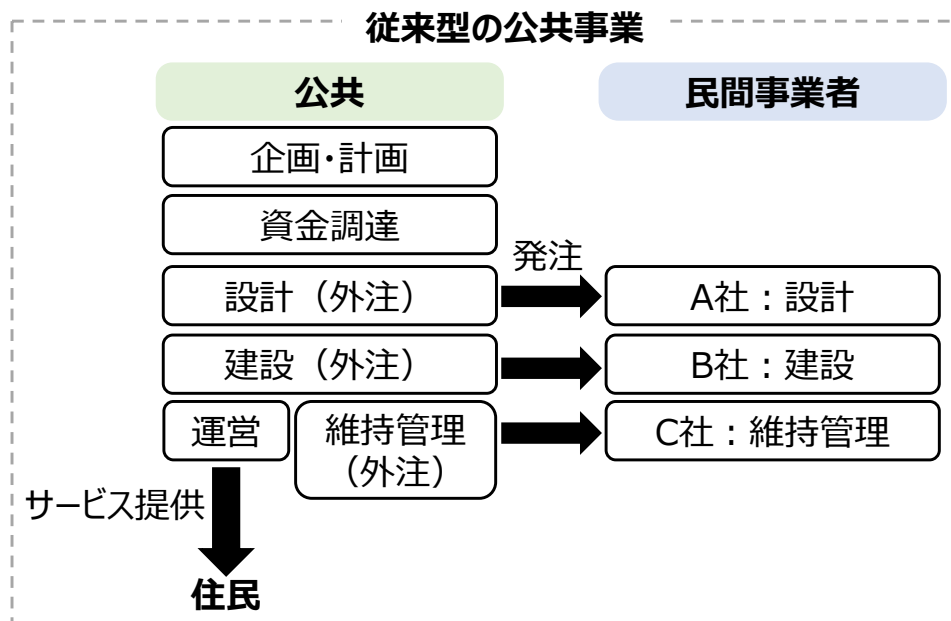 従来型の公共事業
公共
民間事業者
企画・計画
資金調達
発注
設計（外注）
A社：設計
建設（外注）
B社：建設
運営
維持管理
（外注）
C社：維持管理
サービス提供
住民